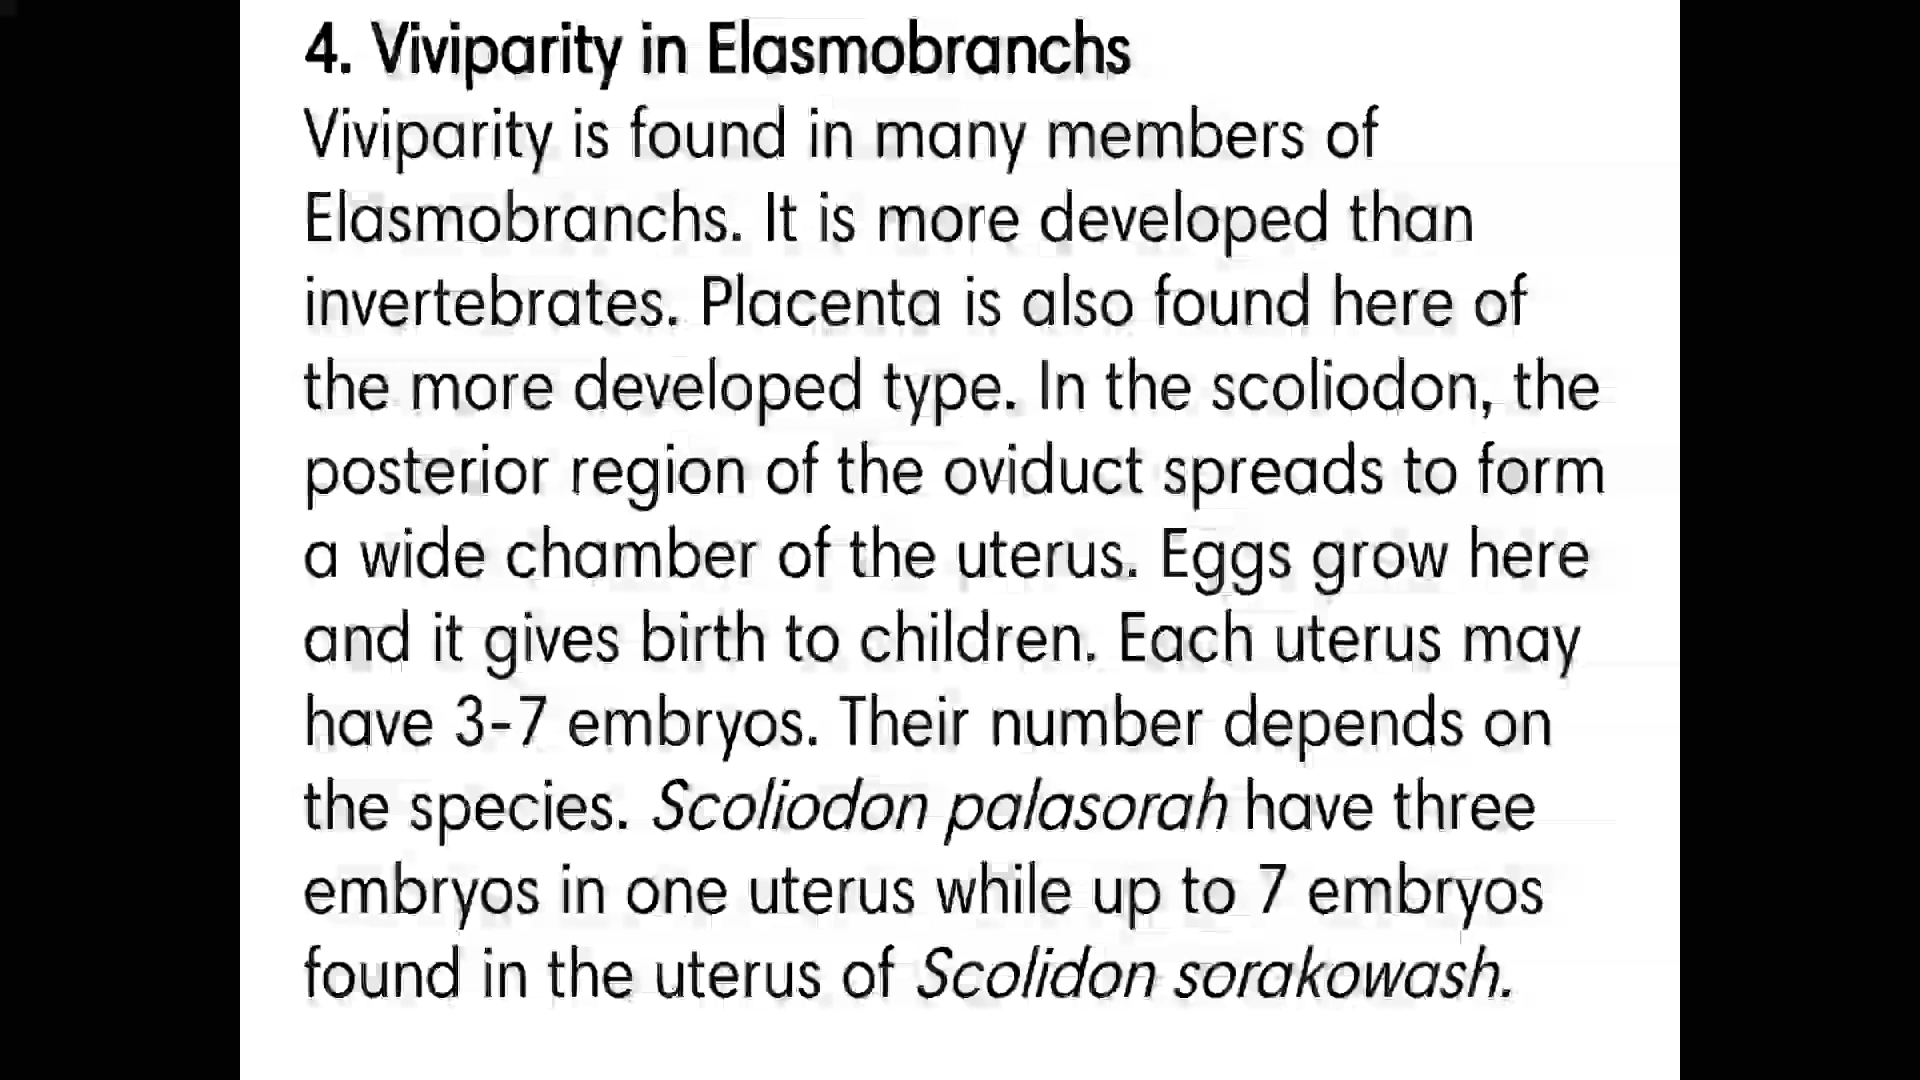 4. Viviparity in Elasmobranchs
Viviparity is found in many members of
Elasmobranchs. It is more developed than
invertebrates. Placenta is also found here of
the more developed type. In the scoliodon, the
posterior region of the oviduct spreads to form
a wide chamber of the uterus. Eggs grow here
and it gives birth to children. Each uterus may
have 3-7 embryos. Their number depends on
the species. Scoliodon palasorah have three
embryos in one uterus while up to 7 embryos
found in the uterus of Scolidon sorakowash.